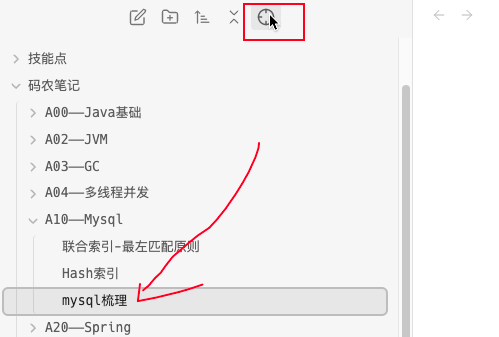 技能点
码农笔记
A00——Java基础
A02——JVM
A03——GC
A04——多线程并发
A10——Mysql
联合索引-最左匹配原则
Hash索引
mysql梳理
A20——Spring